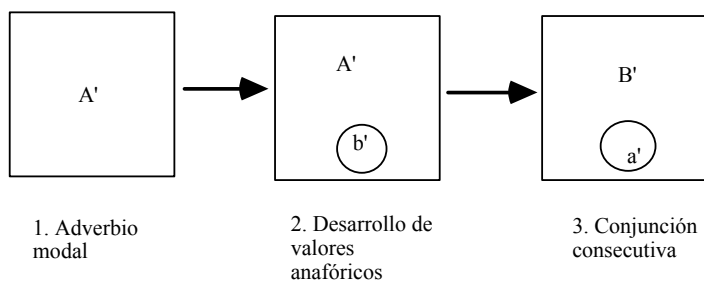 A'
A'
b'
B'
a'
1. Adverbio
modal
2. Desarrollo de
valores
anafóricos
3. Conjunción
consecutiva